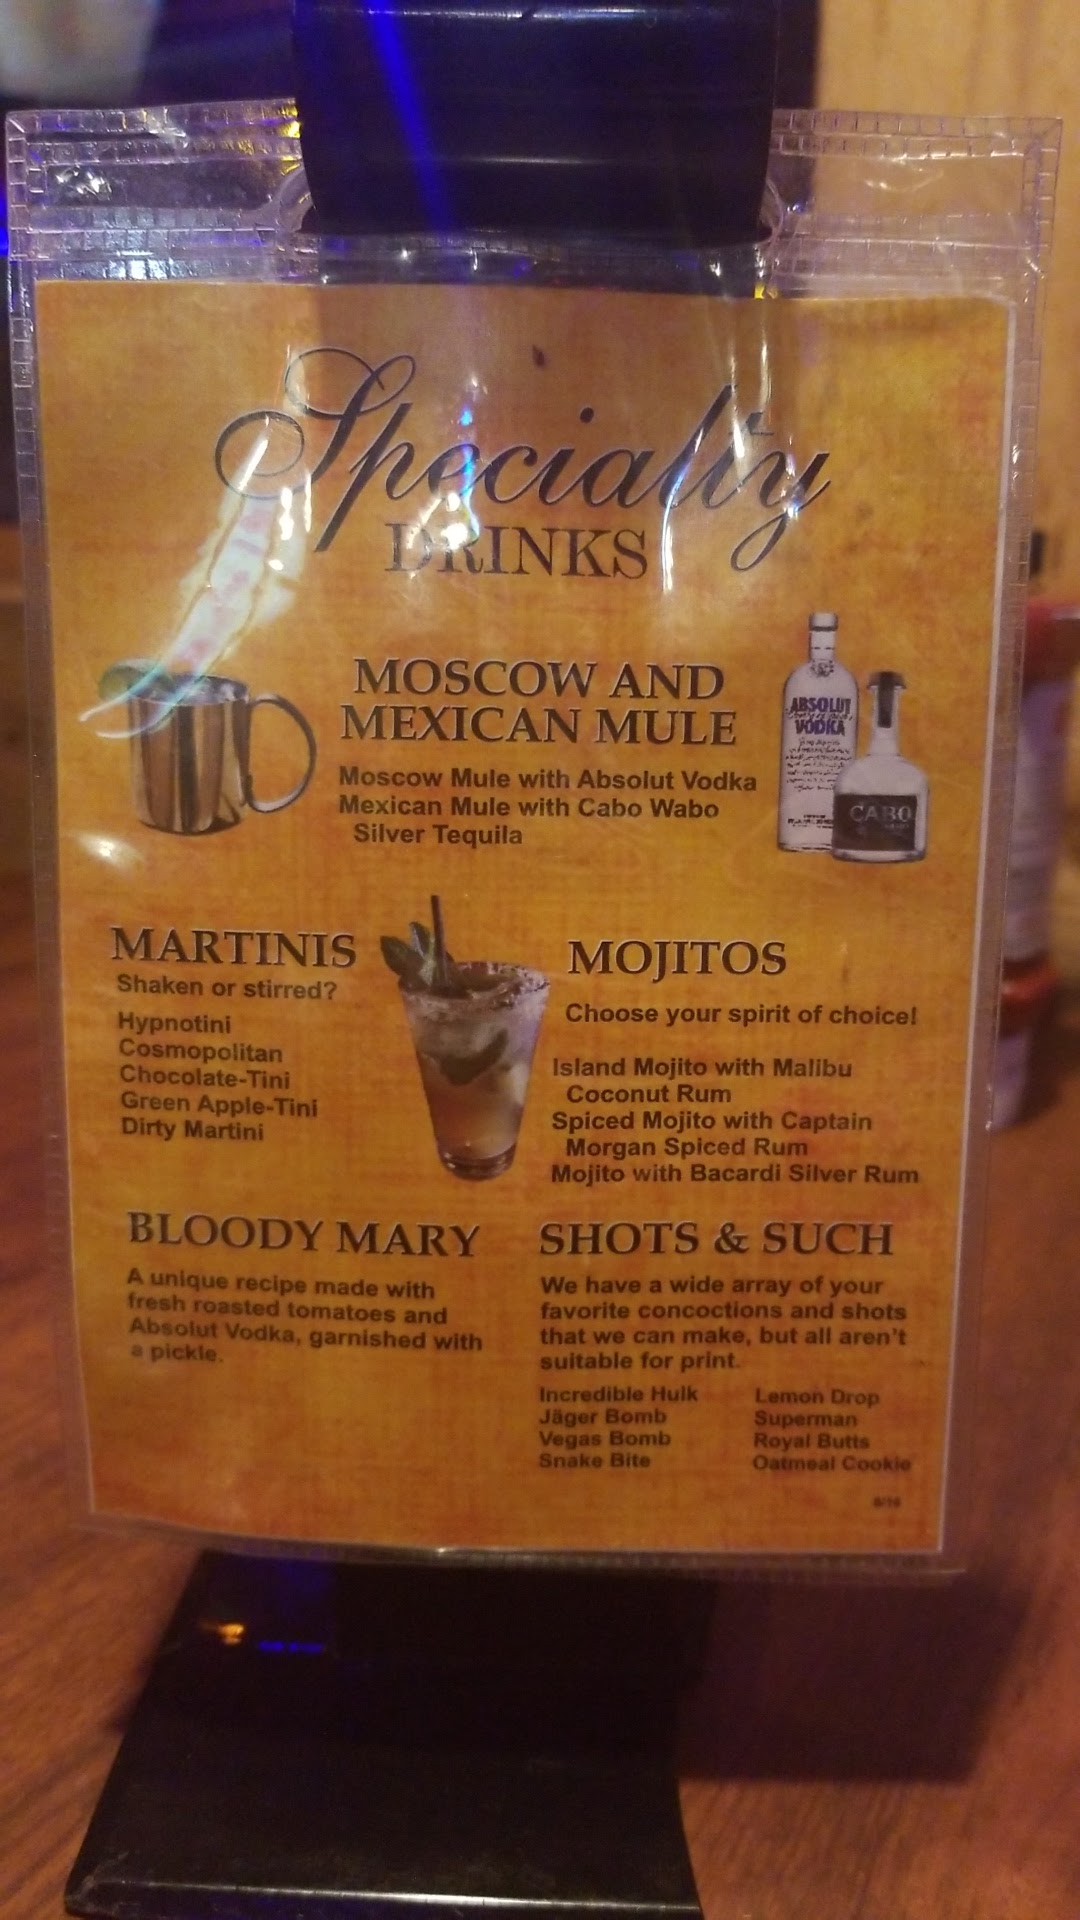 Specialty
DRINKS
MOSCOW AND
MEXICAN MULE
Moscow Mule with Absolut Vodka
Mexican Mule with Cabo Wabo
Silver Tequila
ABSOLUT
VODKA
CABO
MARTINIS
Shaken or stirred?
Hypnotini
Cosmopolitan
Chocolate-Tini
Green Apple-Tini
Dirty Martini
MOJITOS
Choose your spirit of choice!
Island Mojito with Malibu
Coconut Rum
Spiced Mojito with Captain
Morgan Spiced Rum
Mojito with Bacardi Silver Rum
BLOODY MARY
A unique recipe made with
fresh roasted tomatoes and
Absolut Vodka, garnished with
a pickle.
SHOTS & SUCH
We have a wide array of your
favorite concoctions and shots
that we can make, but all aren't
suitable for print.
Incredible Hulk
Jäger Bomb
Vegas Bomb
Snake Bite
Lemon Drop
Superman
Royal Butts
Oatmeal Cookie